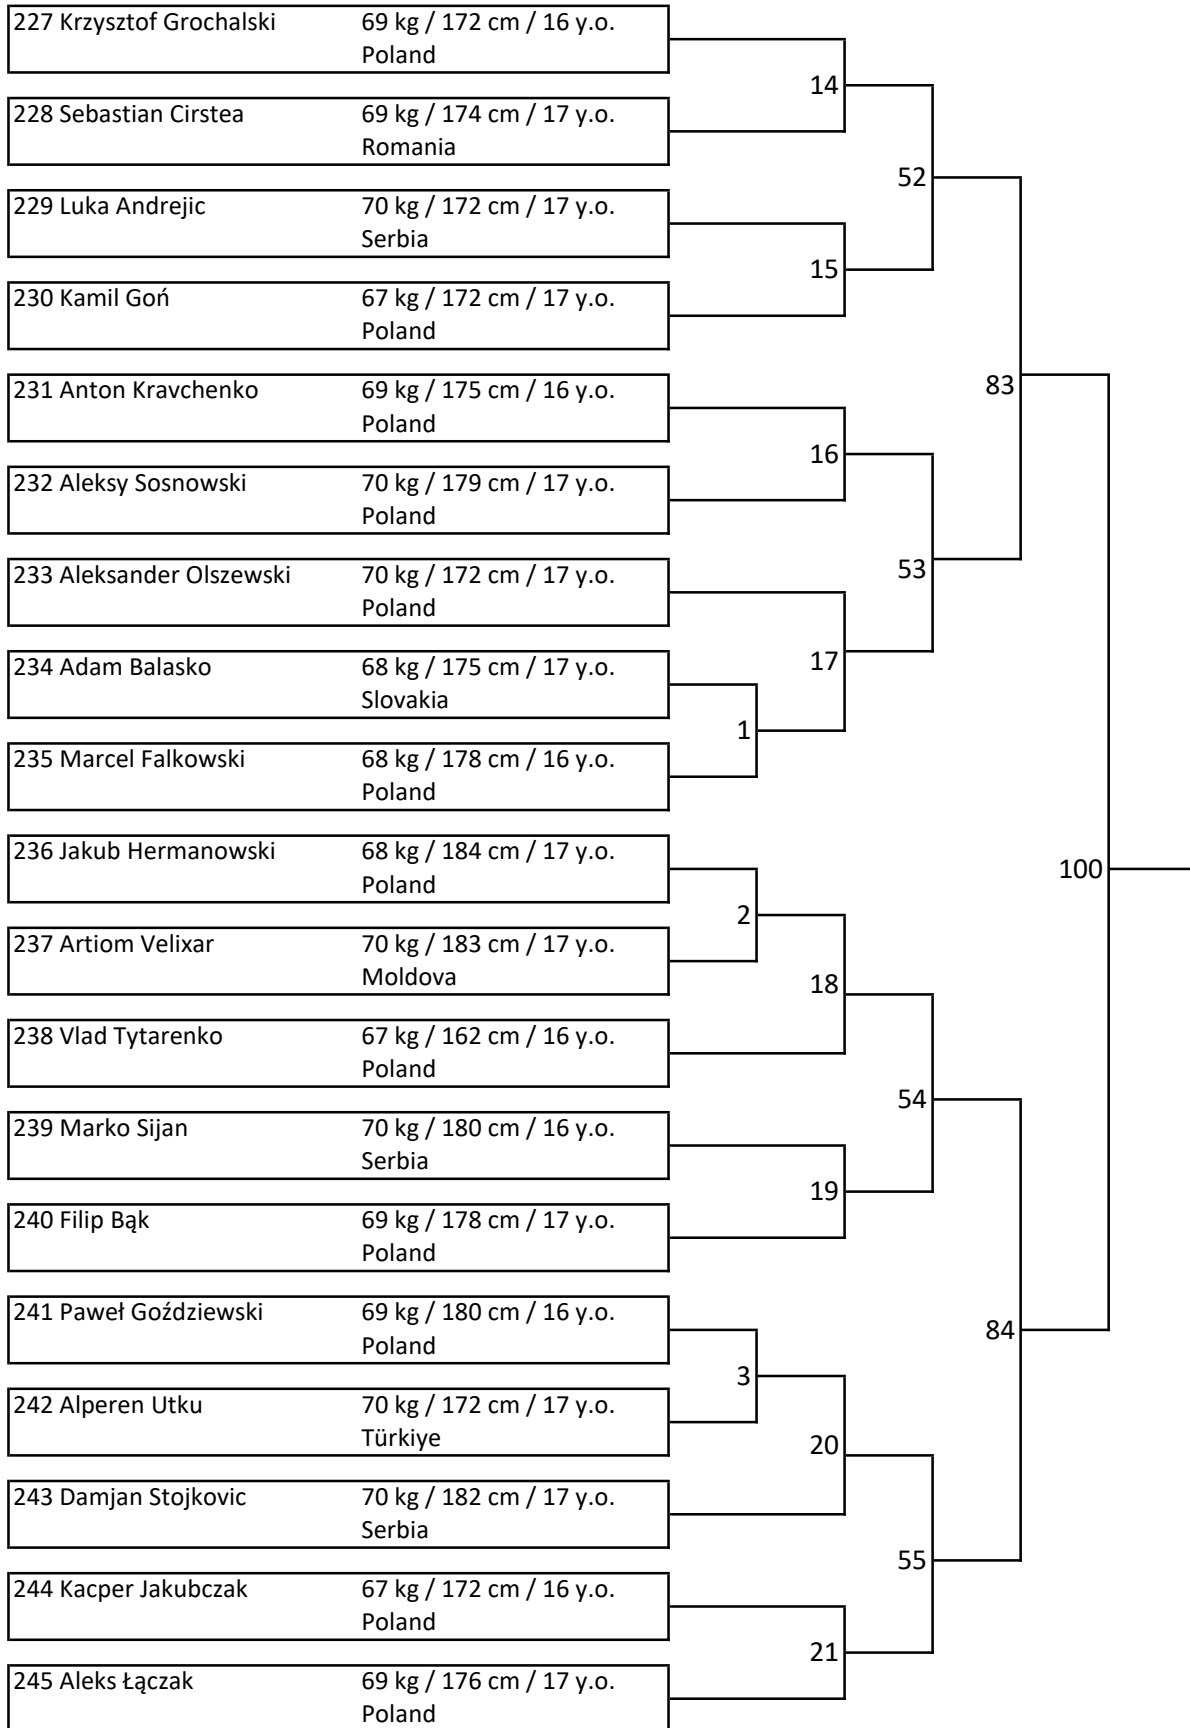 227 Krzysztof Grochalski 69 kg / 172 cm / 16 y.o.
Poland
14
228 Sebastian Cirstea 69 kg / 174 cm / 17 y.o.
Romania
52
229 Luka Andrejic 70 kg / 172 cm / 17 y.o.
Serbia
15
230 Kamil Goń 67 kg / 172 cm / 17 y.o.
Poland
231 Anton Kravchenko 69 kg / 175 cm / 16 y.o.
83
Poland
16
232 Aleksy Sosnowski 70 kg / 179 cm / 17 y.o.
Poland
53
233 Aleksander Olszewski 70 kg / 172 cm / 17 y.o.
Poland
17
234 Adam Balasko 68 kg / 175 cm / 17 y.o.
Slovakia
1
235 Marcel Falkowski 68 kg / 178 cm / 16 y.o.
Poland
236 Jakub Hermanowski 68 kg / 184 cm / 17 y.o.
100
Poland
2
237 Artiom Velixar 70 kg / 183 cm / 17 y.o.
Moldova
18
238 Vlad Tytarenko 67 kg / 162 cm / 16 y.o.
Poland
54
239 Marko Sijan 70 kg / 180 cm / 16 y.o.
Serbia
19
240 Filip Bąk 69 kg / 178 cm / 17 y.o.
Poland
241 Paweł Goździewski 69 kg / 180 cm / 16 y.o.
84
Poland
3
242 Alperen Utku 70 kg / 172 cm / 17 y.o.
Türkiye
20
243 Damjan Stojkovic 70 kg / 182 cm / 17 y.o.
Serbia
55
244 Kacper Jakubczak 67 kg / 172 cm / 16 y.o.
Poland
21
245 Aleks Łączak 69 kg / 176 cm / 17 y.o.
Poland